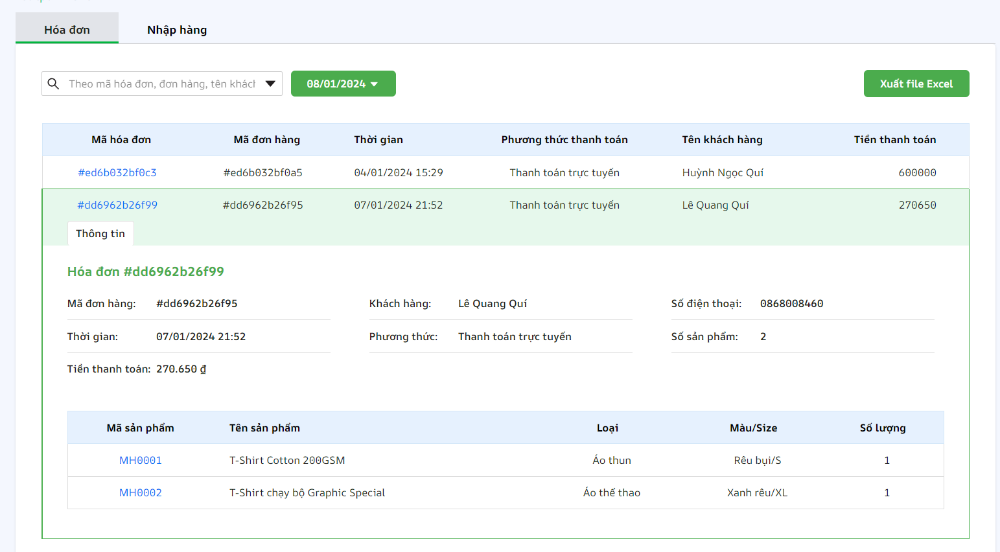 Hóa đơn Nhập hàng
Theo mã hóa đơn, đơn hàng, tên khách 08/01/2024 Xuất file Excel
Mã hóa đơn Mã đơn hàng Thời gian Phương thức thanh toán Tên khách hàng Tiền thanh toán
#ed6b032bf0c3 #ed6b032bf0a5 04/01/2024 15:29 Thanh toán trực tuyến Huỳnh Ngọc Quí 600000
#dd6962b26f99 #dd6962b26f95 07/01/2024 21:52 Thanh toán trực tuyến Lê Quang Quí 270650
Thông tin
Hóa đơn #dd6962b26f99
Mã đơn hàng: #dd6962b26f95 Khách hàng: Lê Quang Quí Số điện thoại: 0868008460
Thời gian: 07/01/2024 21:52 Phương thức: Thanh toán trực tuyến Số sản phẩm: 2
Tiền thanh toán: 270.650 ₫
Mã sản phẩm Tên sản phẩm Loại Màu/Size Số lượng
MH0001 T-Shirt Cotton 200GSM Áo thun Rêu bụi/S 1
MH0002 T-Shirt chạy bộ Graphic Special Áo thể thao Xanh rêu/XL 1